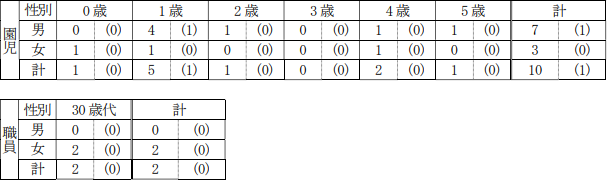 園児 性別 0歳 1歳 2歳 3歳 4歳 5歳 計
男 0 (0) 4 (1) 1 (0) 0 (0) 1 (0) 1 (0) 7 (1)
女 1 (0) 1 (0) 0 (0) 0 (0) 1 (0) 0 (0) 3 (0)
計 1 (0) 5 (1) 1 (0) 0 (0) 2 (0) 1 (0) 10 (1)
職員 性別 30歳代 計
男 0 (0) 0 (0)
女 2 (0) 2 (0)
計 2 (0) 2 (0)